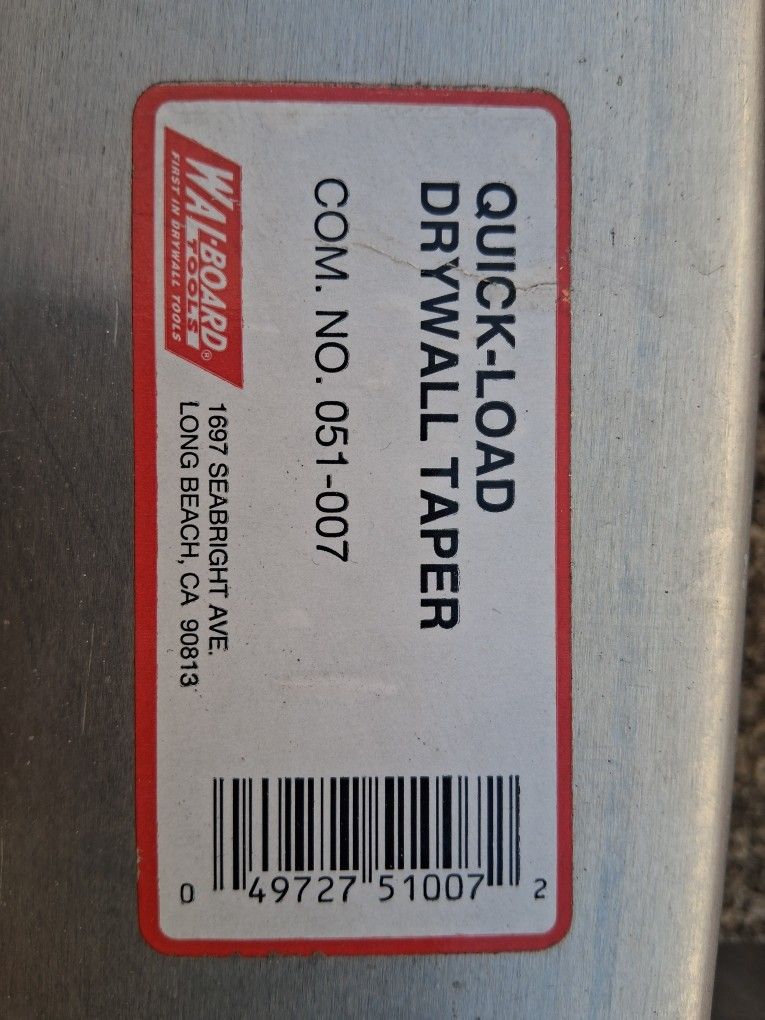 QUICK-LOAD
DRYWALL TAPER
COM. NO. 051-007
WAL-BOARD
TOOLS®
FIRST IN DRYWALL TOOLS
1697 SEABRIGHT AVE.
LONG BEACH, CA 90813
0 49727 51007 2